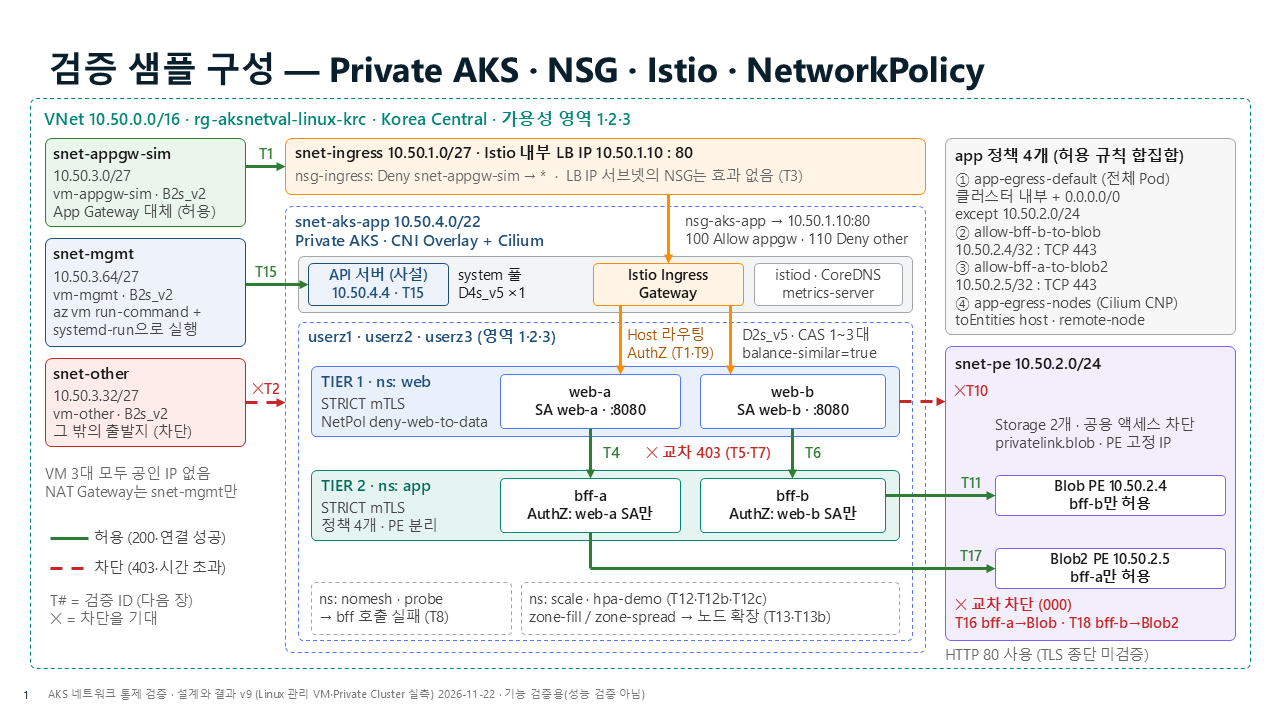 검증 샘플 구성 — Private AKS · NSG · Istio · NetworkPolicy
VNet 10.50.0.0/16 · rg-aksnetval-linux-krc · Korea Central · 가용성 영역 1·2·3
snet-appgw-sim
10.50.3.0/27
vm-appgw-sim · B2s_v2
App Gateway 대체 (허용)
T1
snet-mgmt
10.50.3.64/27
vm-mgmt · B2s_v2
az vm run-command +
systemd-run으로 실행
T15
snet-other
10.50.3.32/27
vm-other · B2s_v2
그 밖의 출발지 (차단)
✕T2
VM 3대 모두 공인 IP 없음
NAT Gateway는 snet-mgmt만
허용 (200·연결 성공)
차단 (403·시간 초과)
T# = 검증 ID (다음 장)
✕ = 차단을 기대
snet-ingress 10.50.1.0/27 · Istio 내부 LB IP 10.50.1.10 : 80
nsg-ingress: Deny snet-appgw-sim → * · LB IP 서브넷의 NSG는 효과 없음 (T3)
snet-aks-app 10.50.4.0/22
Private AKS · CNI Overlay + Cilium
nsg-aks-app → 10.50.1.10:80
100 Allow appgw · 110 Deny other
API 서버 (사설)
10.50.4.4 · T15
system 풀
D4s_v5 ×1
Istio Ingress
Gateway
istiod · CoreDNS
metrics-server
userz1 · userz2 · userz3 (영역 1·2·3)
Host 라우팅
AuthZ (T1·T9)
D2s_v5 · CAS 1~3대
balance-similar=true
TIER 1 · ns: web
STRICT mTLS
NetPol deny-web-to-data
web-a
SA web-a · :8080
web-b
SA web-b · :8080
T4
✕ 교차 403 (T5·T7)
T6
TIER 2 · ns: app
STRICT mTLS
정책 4개 · PE 분리
bff-a
AuthZ: web-a SA만
bff-b
AuthZ: web-b SA만
ns: nomesh · probe
→ bff 호출 실패 (T8)
ns: scale · hpa-demo (T12·T12b·T12c)
zone-fill / zone-spread → 노드 확장 (T13·T13b)
app 정책 4개 (허용 규칙 합집합)
① app-egress-default (전체 Pod)
클러스터 내부 + 0.0.0.0/0
except 10.50.2.0/24
② allow-bff-b-to-blob
10.50.2.4/32 : TCP 443
③ allow-bff-a-to-blob2
10.50.2.5/32 : TCP 443
④ app-egress-nodes (Cilium CNP)
toEntities host · remote-node
snet-pe 10.50.2.0/24
✕T10
Storage 2개 · 공용 액세스 차단
privatelink.blob · PE 고정 IP
T11
Blob PE 10.50.2.4
bff-b만 허용
T17
Blob2 PE 10.50.2.5
bff-a만 허용
✕ 교차 차단 (000)
T16 bff-a→Blob · T18 bff-b→Blob2
HTTP 80 사용 (TLS 종단 미검증)
1 AKS 네트워크 통제 검증 · 설계와 결과 v9 (Linux 관리 VM·Private Cluster 실측) 2026-11-22 · 기능 검증용(성능 검증 아님)